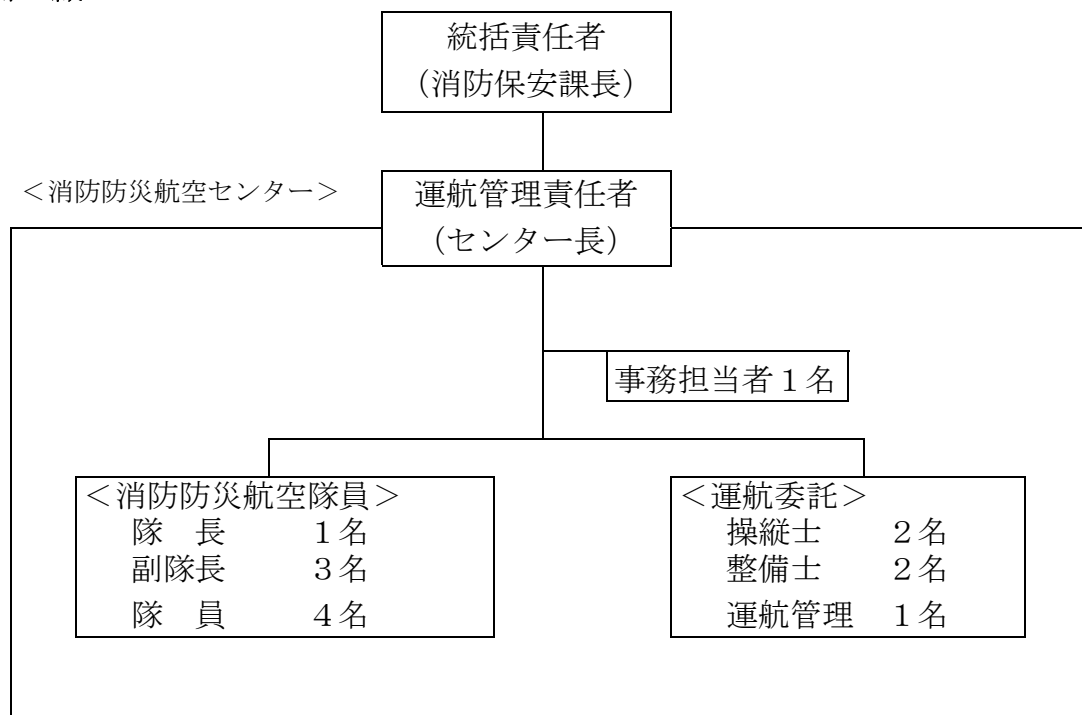 統括責任者
（消防保安課長）
＜消防防災航空センター＞
運航管理責任者
（センター長）
事務担当者１名
＜消防防災航空隊員＞
隊　長　　　１名
副隊長　　　３名
隊　員　　　４名
＜運航委託＞
操縦士　　２名
整備士　　２名
運航管理　１名